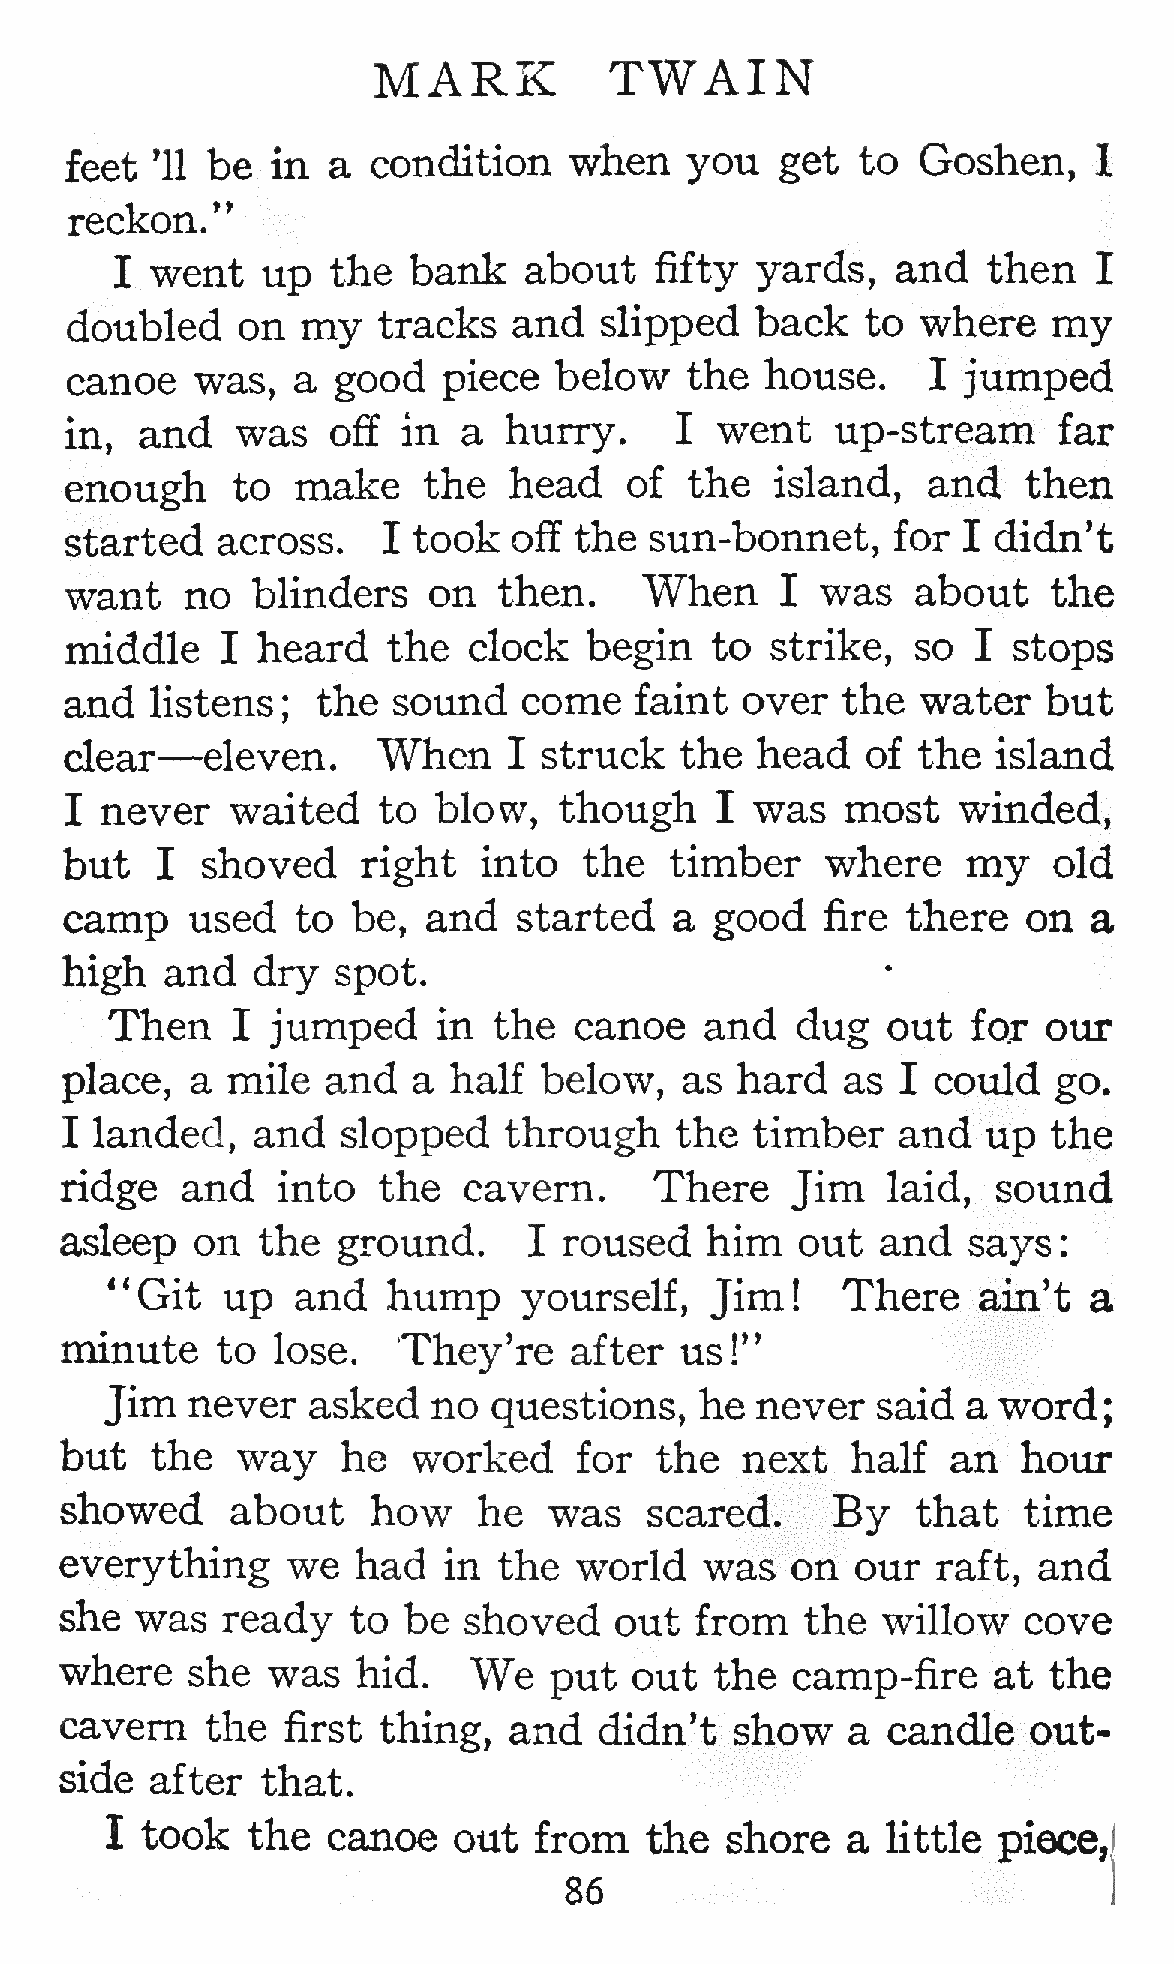 MARK TWAIN
feet 'll be in a condition when you get to Goshen, I
reckon."
I went up the bank about fifty yards, and then I
doubled on my tracks and slipped back to where my
canoe was, a good piece below the house. I jumped
in, and was off in a hurry. I went up-stream far
enough to make the head of the island, and then
started across. I took off the sun-bonnet, for I didn't
want no blinders on then. When I was about the
middle I heard the clock begin to strike, so I stops
and listens; the sound come faint over the water but
clear—eleven. When I struck the head of the island
I never waited to blow, though I was most winded,
but I shoved right into the timber where my old
camp used to be, and started a good fire there on a
high and dry spot.
Then I jumped in the canoe and dug out for our
place, a mile and a half below, as hard as I could go.
I landed, and slopped through the timber and up the
ridge and into the cavern. There Jim laid, sound
asleep on the ground. I roused him out and says:
"Git up and hump yourself, Jim! There ain't a
minute to lose. They're after us!"
Jim never asked no questions, he never said a word;
but the way he worked for the next half an hour
showed about how he was scared. By that time
everything we had in the world was on our raft, and
she was ready to be shoved out from the willow cove
where she was hid. We put out the camp-fire at the
cavern the first thing, and didn't show a candle out-
side after that.
I took the canoe out from the shore a little piece,
86